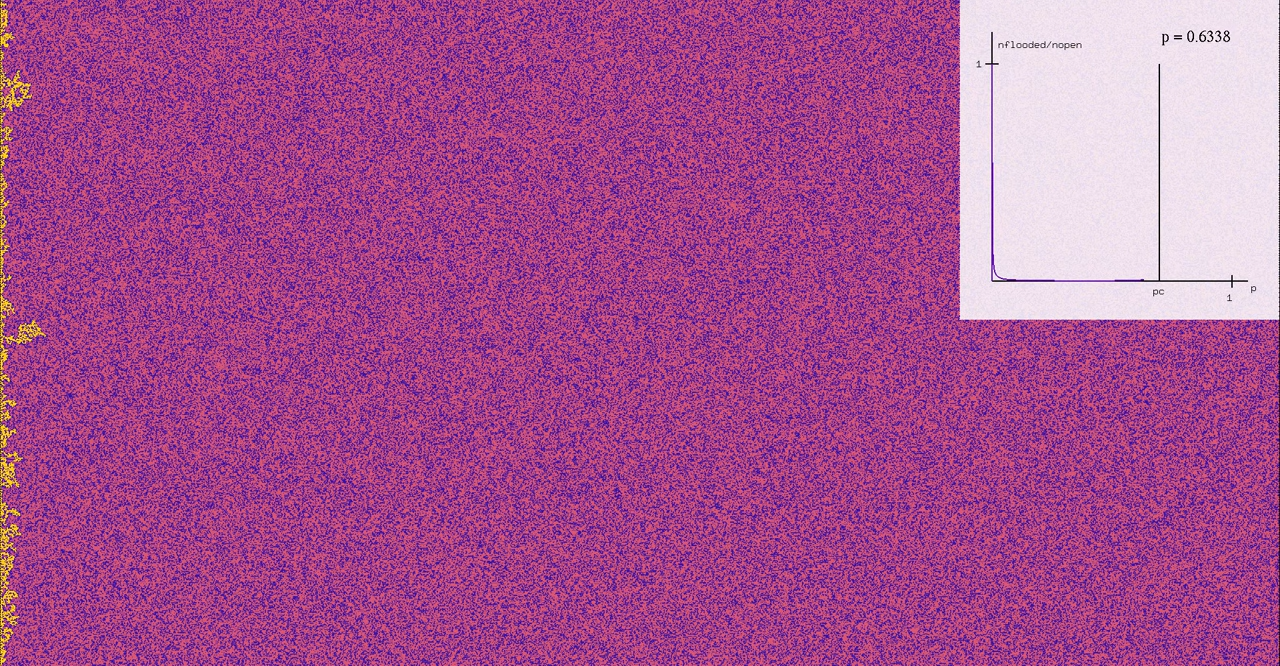 p = 0.6338
nflooded/nopen
1
pc
p
1